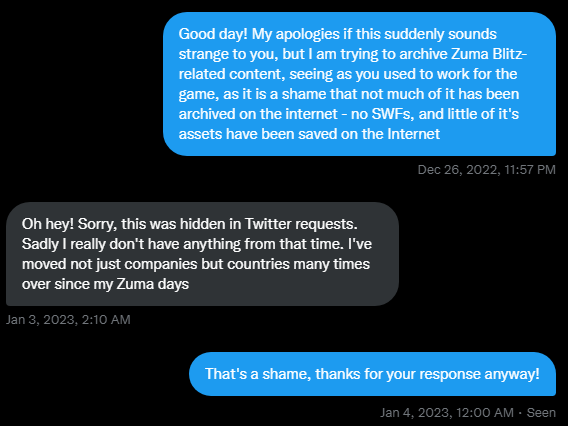 Good day! My apologies if this suddenly sounds
strange to you, but I am trying to archive Zuma Blitz-
related content, seeing as you used to work for the
game, as it is a shame that not much of it has been
archived on the internet - no SWFs, and little of it's
assets have been saved on the Internet
Dec 26, 2022, 11:57 PM
Oh hey! Sorry, this was hidden in Twitter requests.
Sadly I really don't have anything from that time. I've
moved not just companies but countries many times
over since my Zuma days
Jan 3, 2023, 2:10 AM
That's a shame, thanks for your response anyway!
Jan 4, 2023, 12:00 AM · Seen